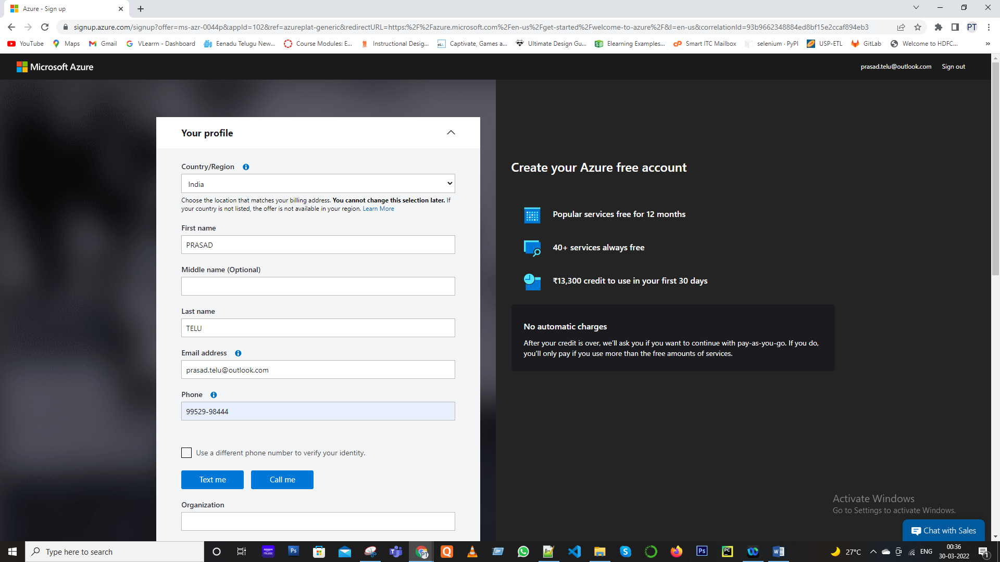 Azure - Sign up
signup.azure.com/signup?offer=ms-azr-0044p&appId=102&ref=azureplat-generic&redirectURL=https:%2F%2Fazure.microsoft.com%2Fen-us%2Fget-started%2Fwelcome-to-azure%2F&l=en-us&correlationId=93b9662348884ed8bf15e2ccaf894eb3
PT
YouTube Maps Gmail VLearn - Dashboard Eenadu Telugu New... Course Modules: E... Instructional Desig... Captivate, Games a... Ultimate Design Gu... Elearning Examples... Smart ITC Mailbox selenium · PyPI USP-ETL GitLab Welcome to HDFC... »
Microsoft Azure
prasad.telu@outlook.com Sign out
Your profile
Country/Region
India
Choose the location that matches your billing address. You cannot change this selection later. If
your country is not listed, the offer is not available in your region. Learn More
First name
PRASAD
Middle name (Optional)
Last name
TELU
Email address
prasad.telu@outlook.com
Phone
99529-98444
Use a different phone number to verify your identity.
Text me Call me
Organization
Create your Azure free account
Popular services free for 12 months
40+ services always free
₹13,300 credit to use in your first 30 days
No automatic charges
After your credit is over, we'll ask you if you want to continue with pay-as-you-go. If you do,
you'll only pay if you use more than the free amounts of services.
Activate Windows
Go to Settings to activate Windows.
Chat with Sales
Type here to search
27°C ENG
00:36
30-03-2022
1